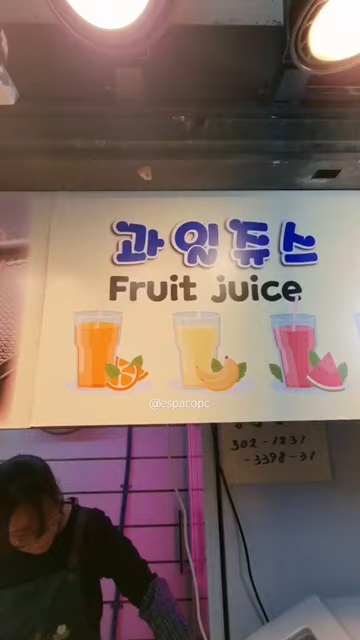 과일쥬스
Fruit juice
@espacopc
302-1231
-3398-31